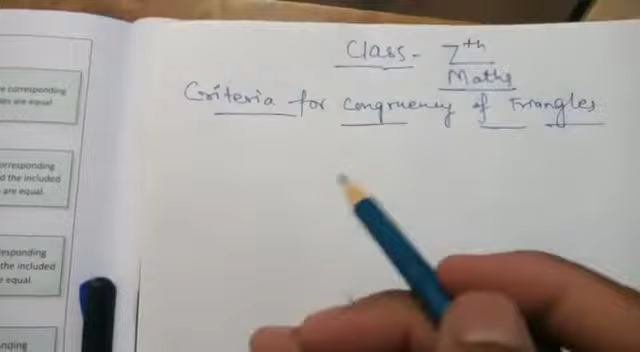 Class- 7th
Maths
Criteria for congruency of Triangles
corresponding
are equal
corresponding
the included
are equal.
the included
equal